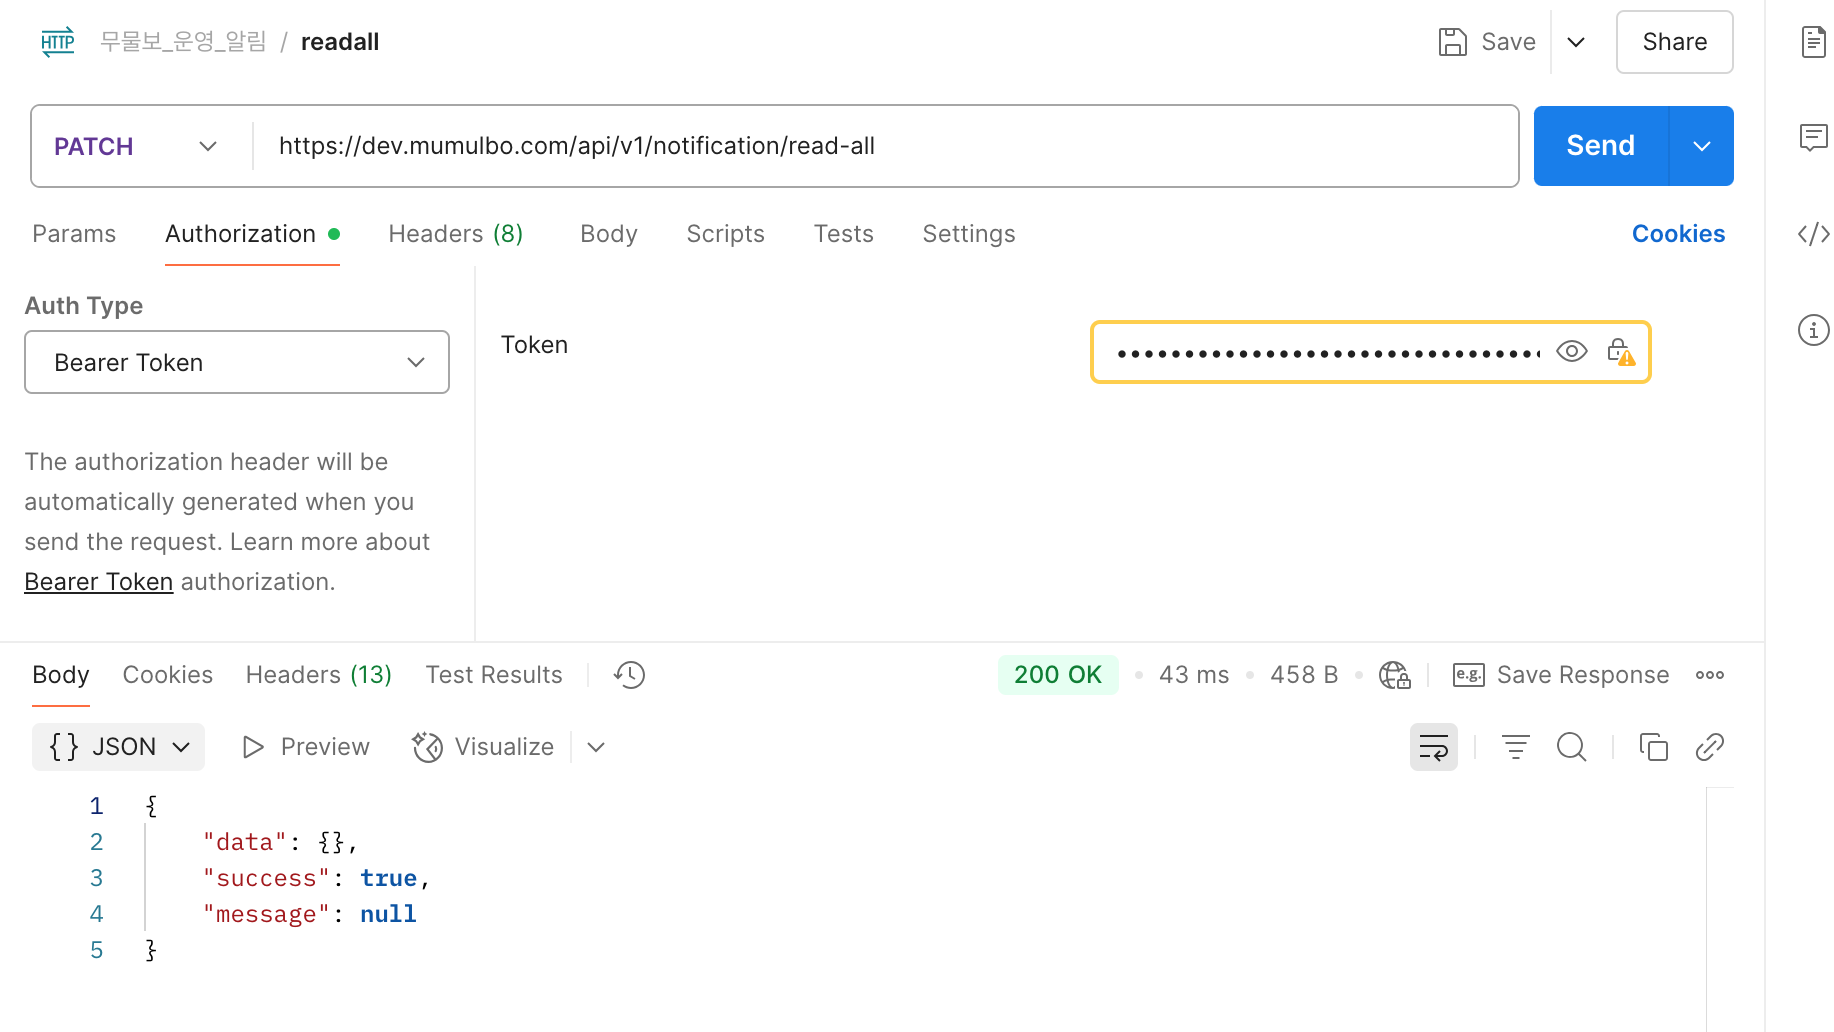 HTTP 무물보_운영_알림 / readall Save Share
PATCH https://dev.mumulbo.com/api/v1/notification/read-all Send
Params Authorization Headers (8) Body Scripts Tests Settings Cookies
Auth Type
Bearer Token
Token
••••••••••••••••••••••••••••••••
The authorization header will be
automatically generated when you
send the request. Learn more about
Bearer Token authorization.
Body Cookies Headers (13) Test Results 200 OK • 43 ms • 458 B • e.g. Save Response
{ } JSON Preview Visualize
1 {
2 "data": {},
3 "success": true,
4 "message": null
5 }